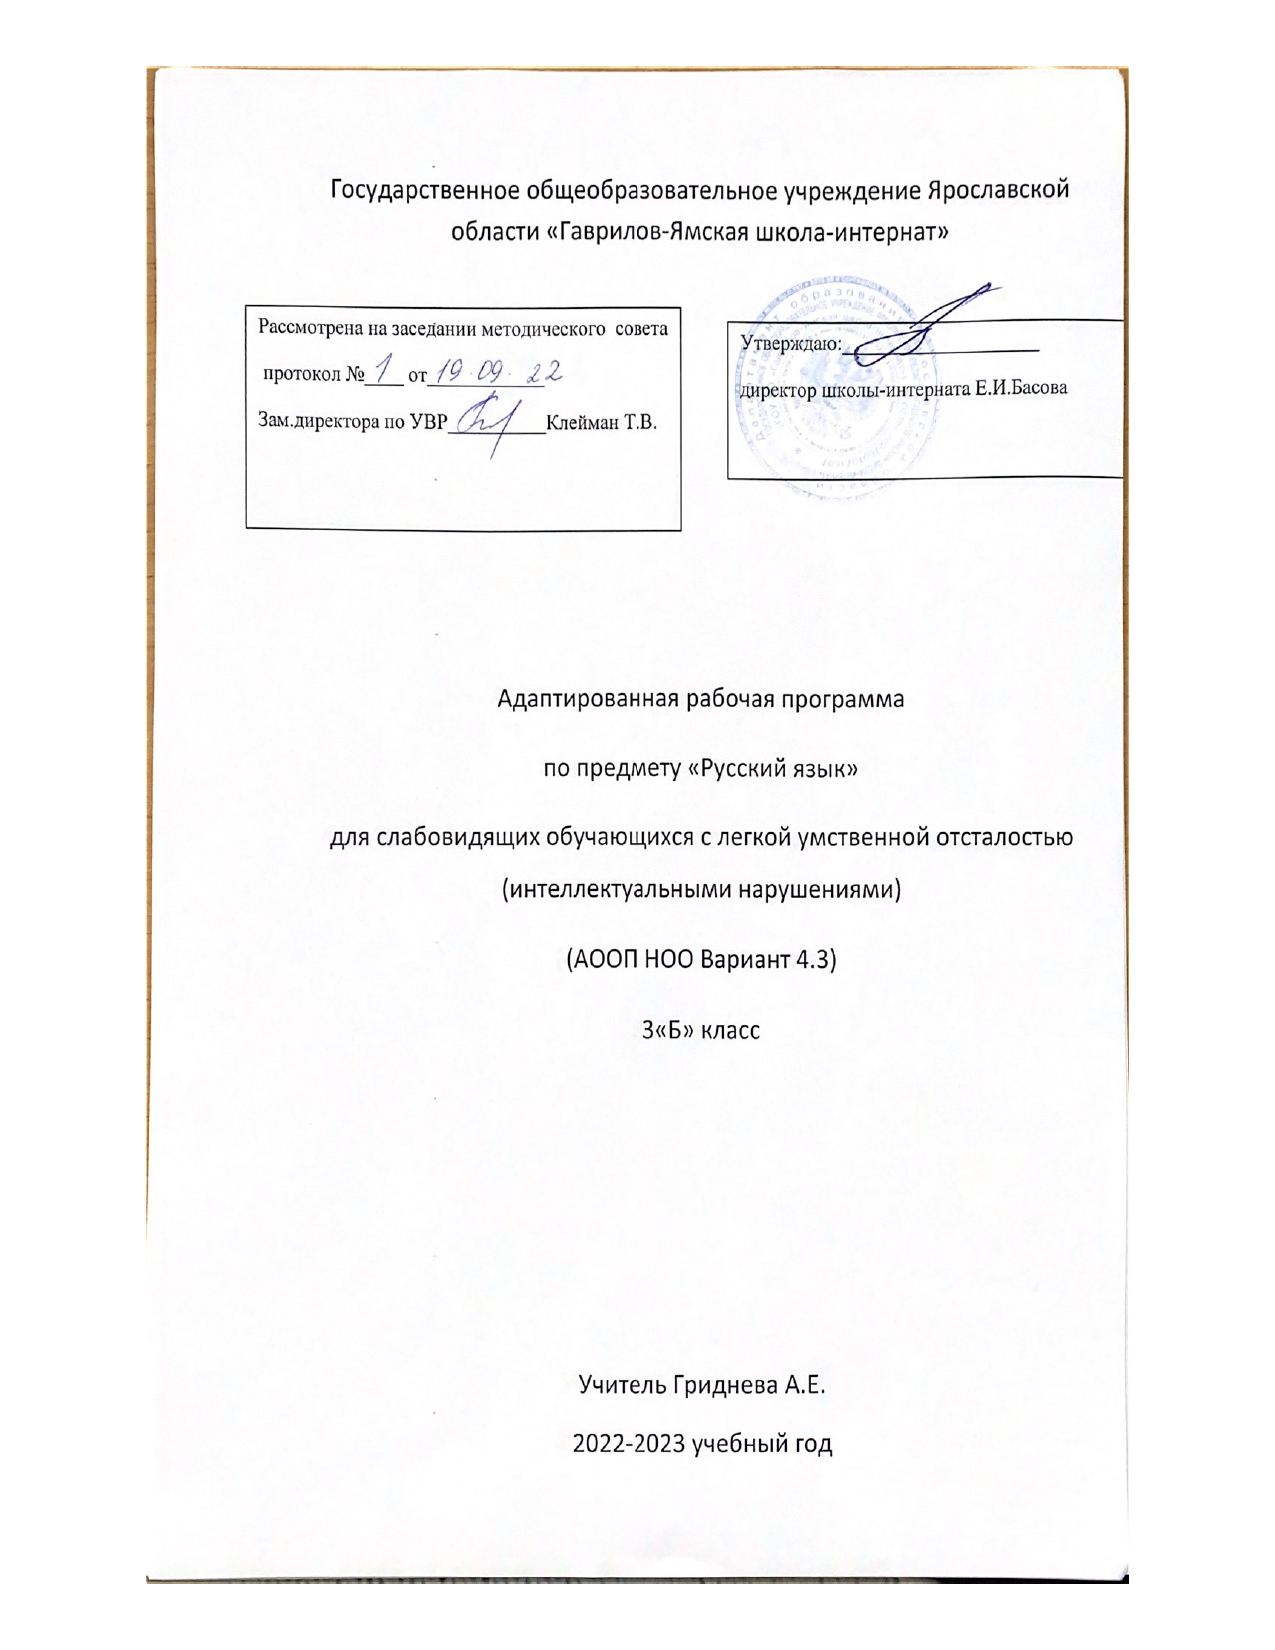 Государственное общеобразовательное учреждение Ярославской
области «Гаврилов-Ямская школа-интернат»
Рассмотрена на заседании методического совета
протокол № 1 от 19.09.22
Зам.директора по УВР__________Клейман Т.В.
Утверждаю:____________________
директор школы-интерната Е.И.Басова
Адаптированная рабочая программа
по предмету «Русский язык»
для слабовидящих обучающихся с легкой умственной отсталостью
(интеллектуальными нарушениями)
(АООП НОО Вариант 4.3)
3«Б» класс
Учитель Гриднева А.Е.
2022-2023 учебный год